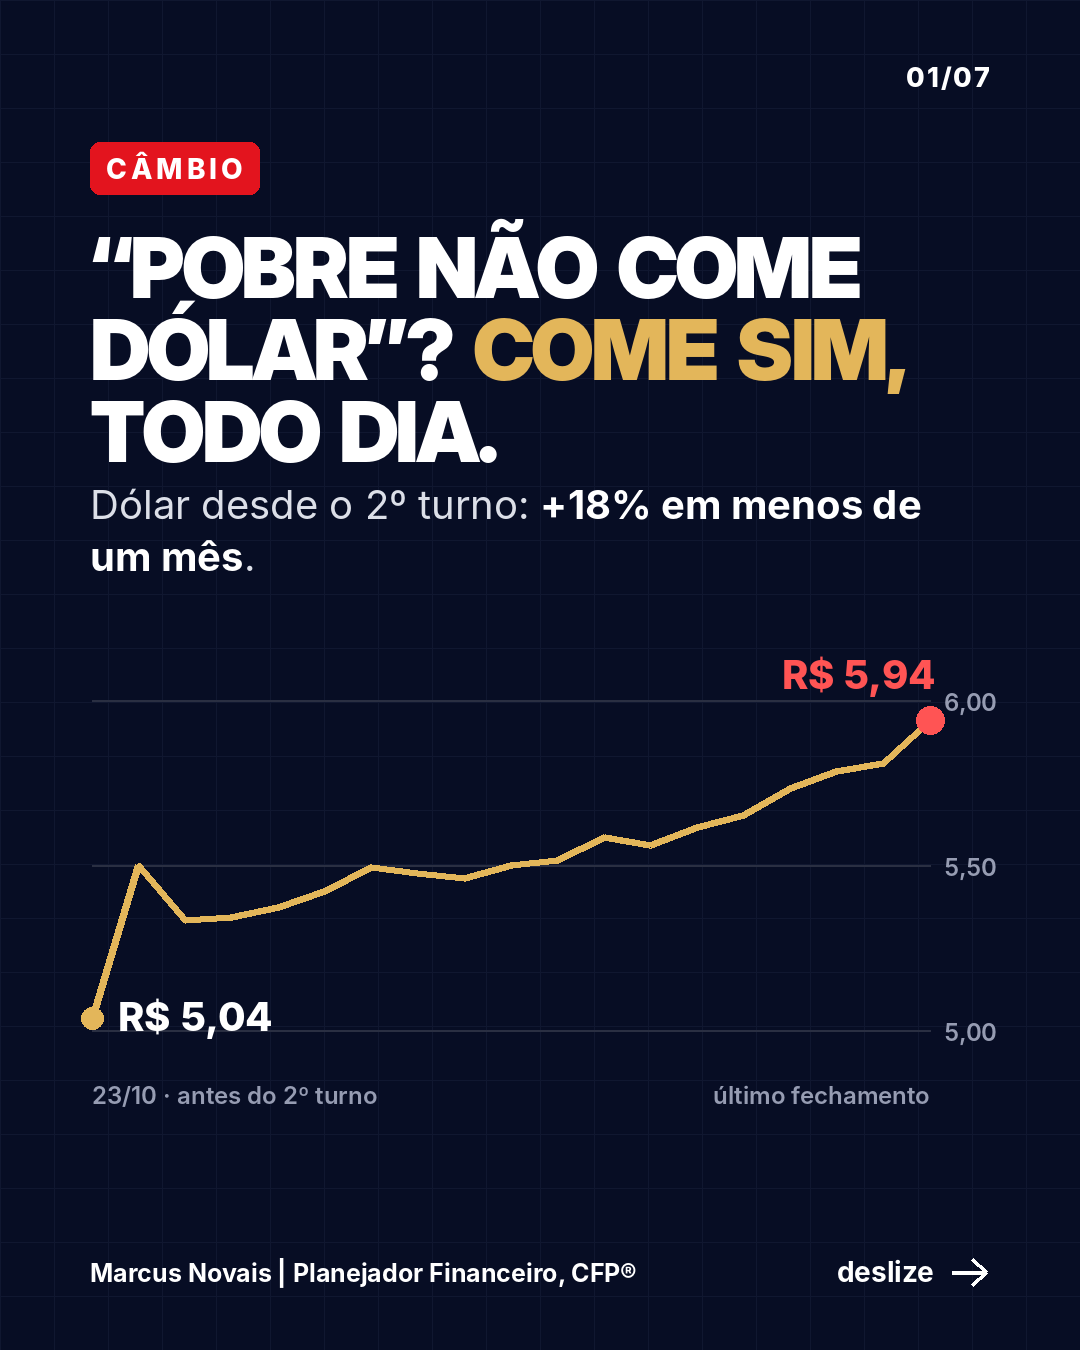 01/07
CÂMBIO
“POBRE NÃO COME
DÓLAR”? COME SIM,
TODO DIA.
Dólar desde o 2º turno: +18% em menos de
um mês.
R$ 5,94
6,00
5,50
R$ 5,04
5,00
23/10 · antes do 2º turno
último fechamento
Marcus Novais | Planejador Financeiro, CFP®
deslize →